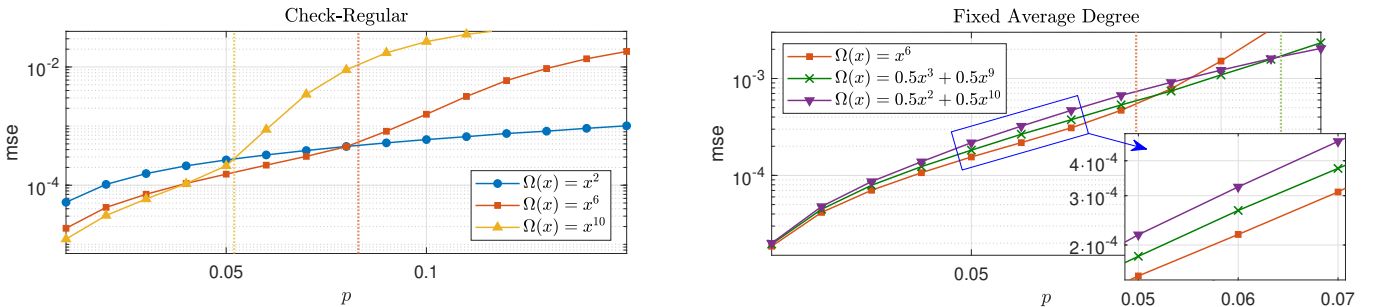 Check-Regular
mse
10^-2
10^-4
0.05
0.1
p
Ω(x) = x^2
Ω(x) = x^6
Ω(x) = x^10
Fixed Average Degree
mse
10^-3
10^-4
0.05
p
Ω(x) = x^6
Ω(x) = 0.5x^3 + 0.5x^9
Ω(x) = 0.5x^2 + 0.5x^10
4·10^-4
3·10^-4
2·10^-4
0.05
0.06
0.07